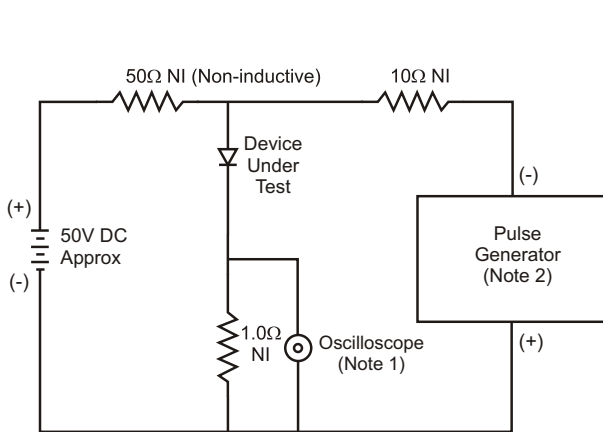 50Ω NI (Non-inductive)
10Ω NI
Device
Under
Test
(-)
(+)
50V DC
Approx
(-)
Pulse
Generator
(Note 2)
1.0Ω
NI
Oscilloscope
(Note 1)
(+)